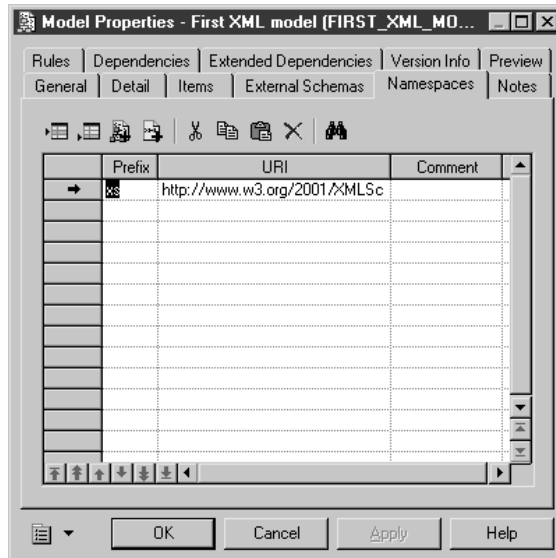 Model Properties - First XML model (FIRST_XML_MO...
Rules Dependencies Extended Dependencies Version Info Preview
General Detail Items External Schemas Namespaces Notes
Prefix URI Comment
xs http://www.w3.org/2001/XMLSc
OK Cancel Apply Help